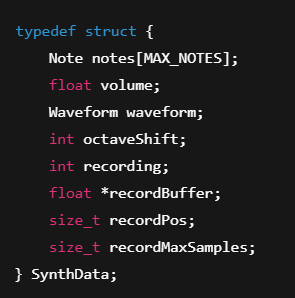 typedef struct {
    Note notes[MAX_NOTES];
    float volume;
    Waveform waveform;
    int octaveShift;
    int recording;
    float *recordBuffer;
    size_t recordPos;
    size_t recordMaxSamples;
} SynthData;